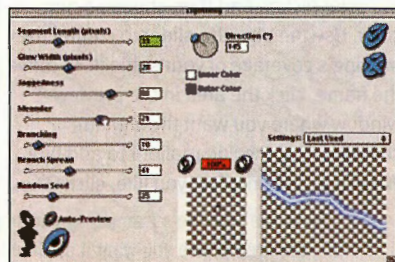 Lightning
Segment Length (pixels)
Glow Width (pixels)
Jaggedness
Meander
Branching
10
Branch Spread
41
Random Seed
25
Auto-Preview
Direction (°)
145
Inner Color
Outer Color
100%
Settings: Last Used